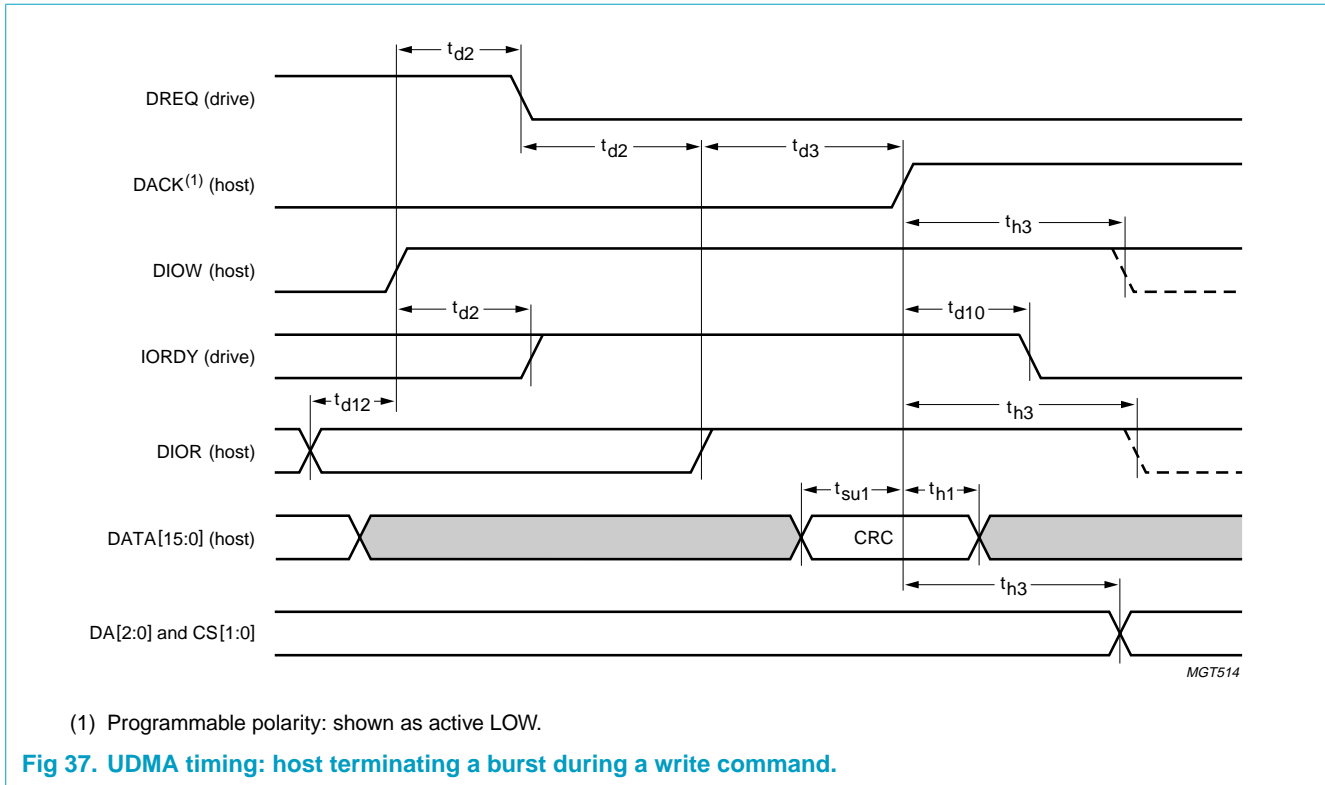 td2
DREQ (drive)
td2
td3
DACK(1) (host)
th3
DIOW (host)
td2
td10
IORDY (drive)
td12
th3
DIOR (host)
tsu1
th1
DATA[15:0] (host)
CRC
th3
DA[2:0] and CS[1:0]
MGT514
(1) Programmable polarity: shown as active LOW.
Fig 37. UDMA timing: host terminating a burst during a write command.